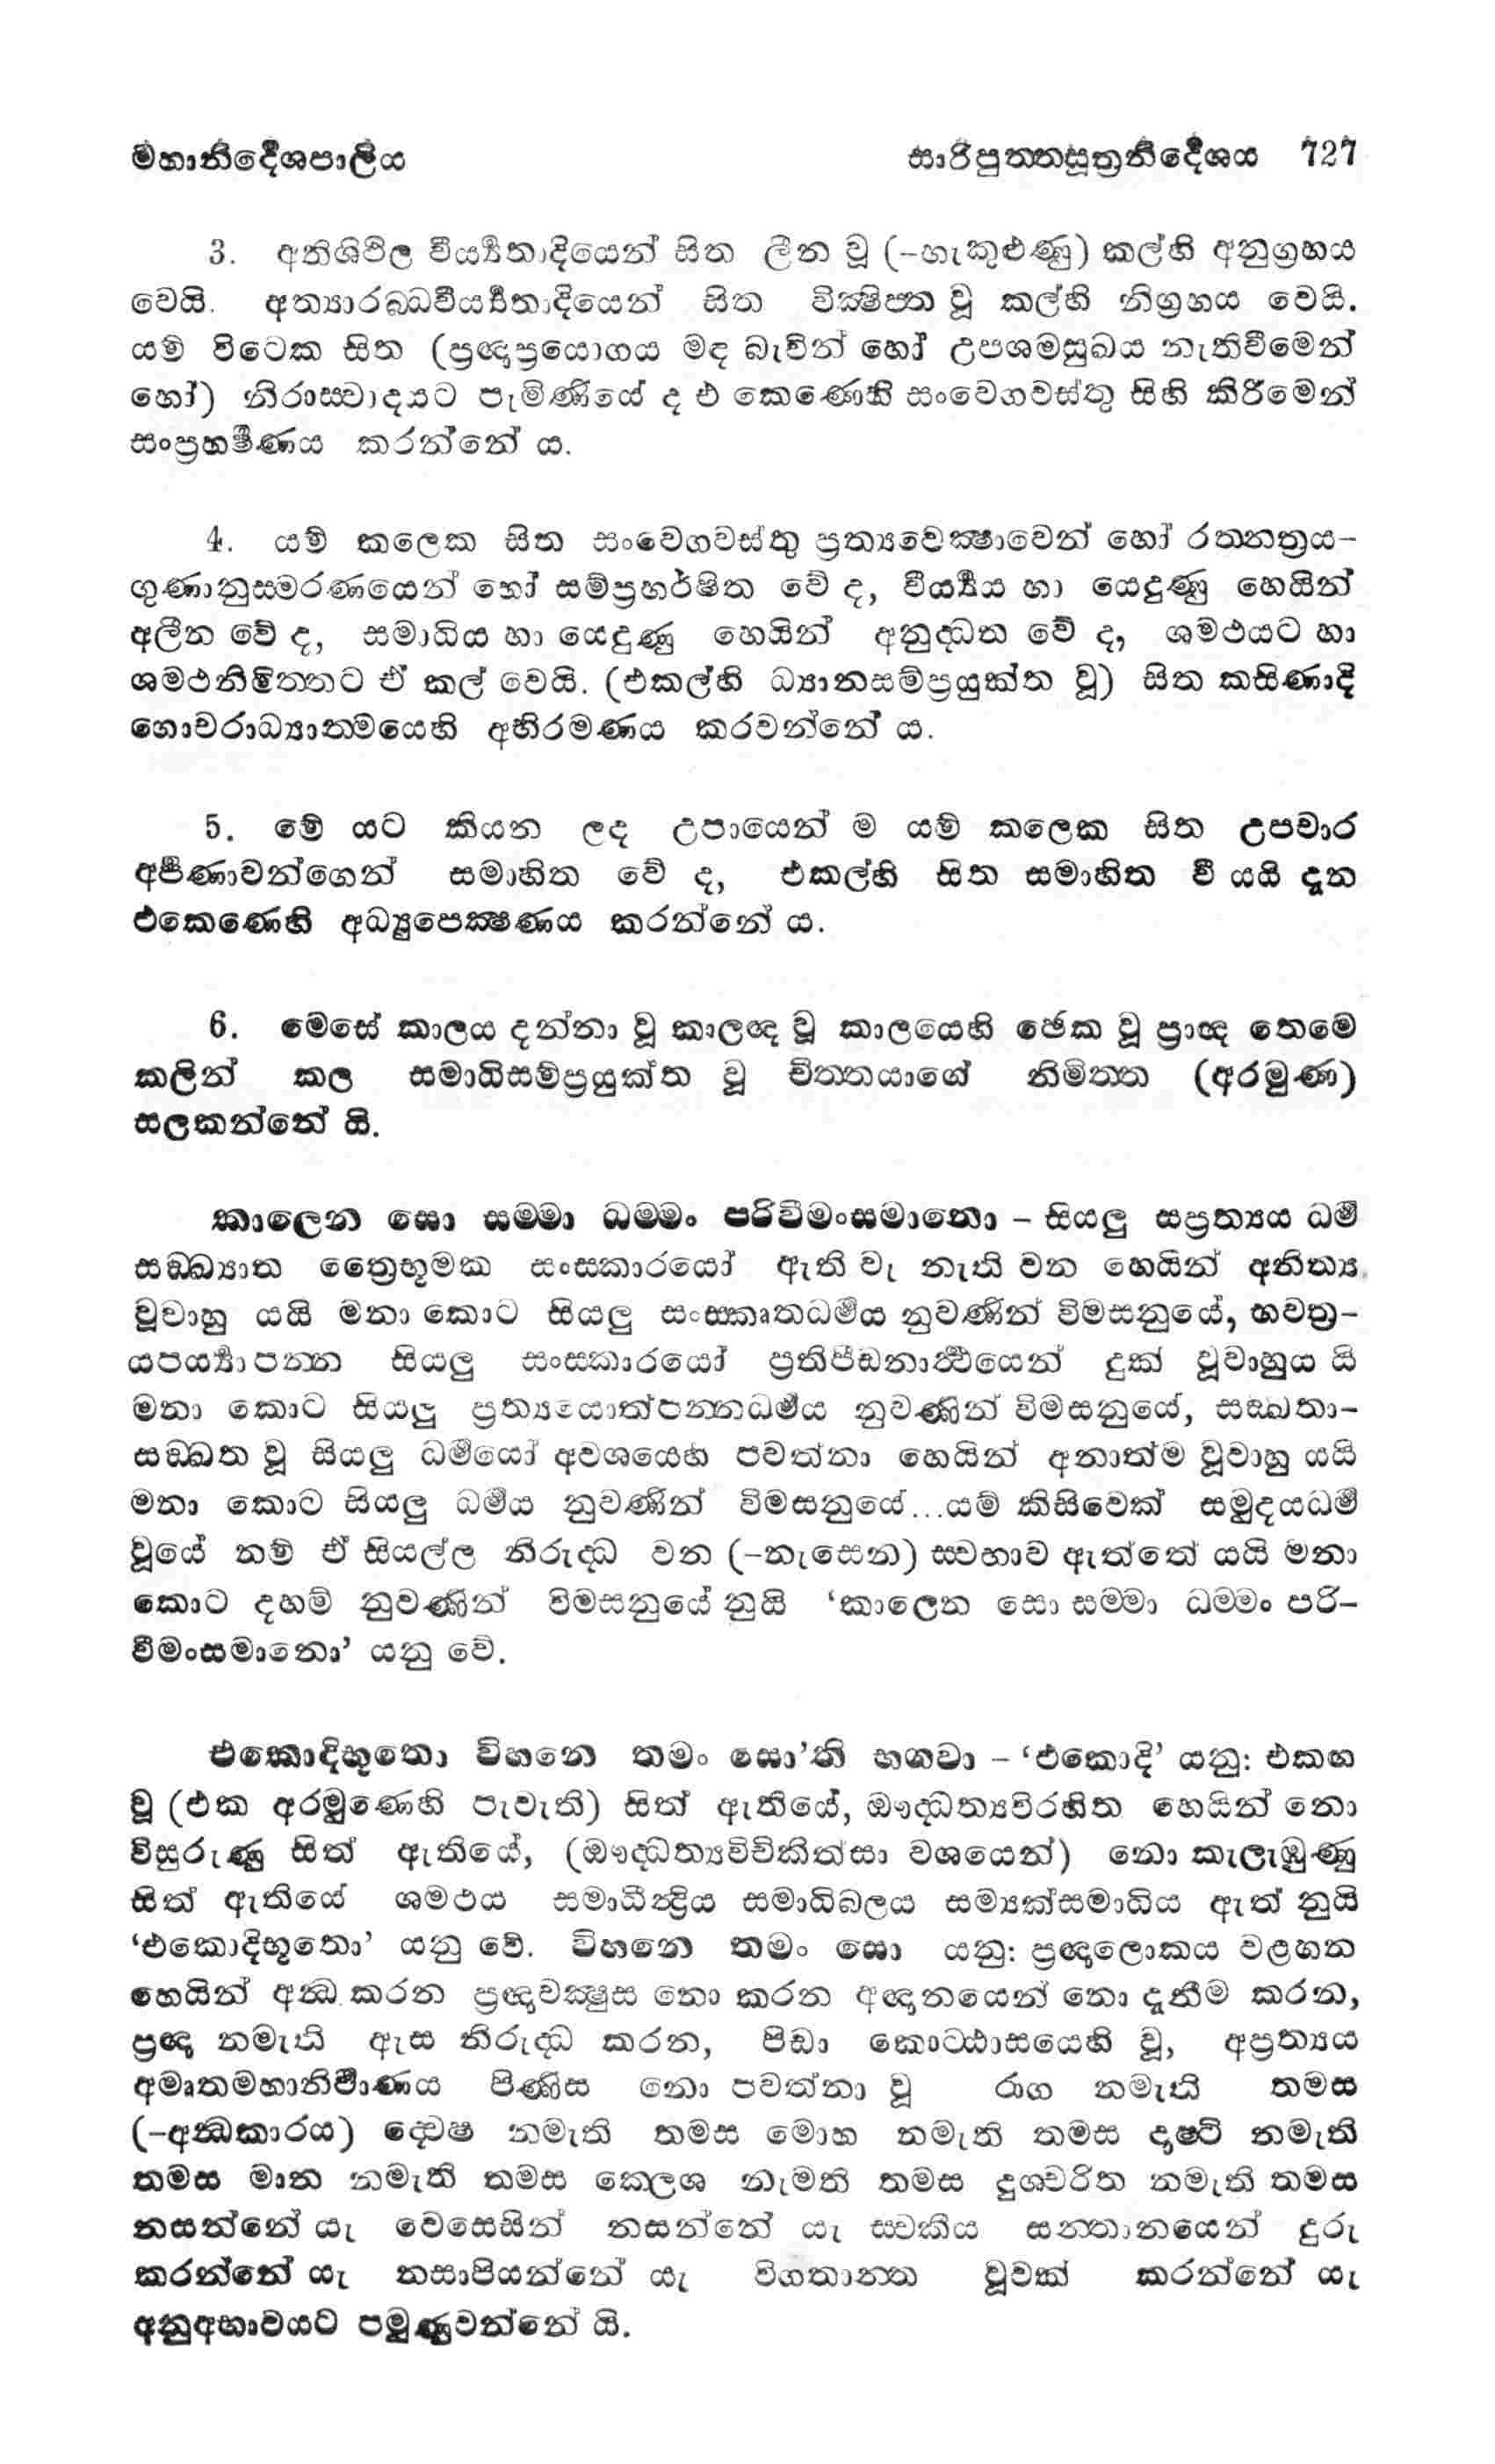 මහානිර්දේශපාලිය
සාරිපුත්තසූත්‍රනිර්දේශය 727
3. අතිශිථිල වීර්‍ය්‍යතාදියෙන් සිත ලීන වූ (-හැකුළුණු) කල්හි අනුග්‍රහය
වෙයි. අත්‍යාරබ්‍ධවීර්‍ය්‍යතාදියෙන් සිත වික්‍ෂිප්ත වූ කල්හි නිග්‍රහය වෙයි.
යම් විටෙක සිත (ප්‍රඥාප්‍රයොගය මඳ බැවින් හෝ උපශමසුඛය නැතිවීමෙන්
හෝ) නිරාස්වාදයට පැමිණියේ ද එ කෙණෙහි සංවෙගවස්තු සිහි කිරීමෙන්
සංප්‍රහර්‍ෂණය කරන්නේ ය.
4. යම් කලෙක සිත සංවෙගවස්තු ප්‍රත්‍යවෙක්‍ෂාවෙන් හෝ රත්නත්‍රය-
ගුණානුස්මරණයෙන් හෝ සම්ප්‍රහර්ෂිත වේ ද, වීර්‍ය්‍යය හා යෙදුණු හෙයින්
අලීන වේ ද, සමාධිය හා යෙදුණු හෙයින් අනුද්ධත වේ ද, ශමථයට හා
ශමථනිමිත්තට ඒ කල් වෙයි. (එකල්හි ධ්‍යානසම්ප්‍රයුක්ත වූ) සිත කසිණාදි
ගොචරාධ්‍යාත්මයෙහි අභිරමණය කරවන්නේ ය.
5. මේ යට කියන ලද උපායෙන් ම යම් කලෙක සිත උපචාර
අර්‍පණාවන්ගෙන් සමාහිත වේ ද, එකල්හි සිත සමාහිත වී යයි දැන
එකෙණෙහි අධ්‍යුපෙක්‍ෂණය කරන්නේ ය.
6. මෙසේ කාලය දන්නා වූ කාලඥ වූ කාලයෙහි ඡෙක වූ ප්‍රාඥ තෙමෙ
කලින් කල සමාධිසම්ප්‍රයුක්ත වූ චිත්තයාගේ නිමිත්ත (අරමුණ)
සලකන්නේ යි.
කාලෙන සො සම්මා ධම්මං පරිවීමංසමානො – සියලු සප්‍රත්‍යය ධර්‍ම
සඞ්ඛ්‍යාත ත්‍රෛභූමක සංස්කාරයෝ ඇති වැ නැති වන හෙයින් අනිත්‍ය
වූවාහු යයි මනා කොට සියලු සංස්කෘතධර්‍මය නුවණින් විමසනුයේ, භවත්‍ර-
යපර්‍ය්‍යාපන්න සියලු සංස්කාරයෝ ප්‍රතිපීඩනාර්‍ථයෙන් දුක් වූවාහුය යි
මනා කොට සියලු ප්‍රත්‍යයොත්පන්නධර්‍මය නුවණින් විමසනුයේ, සඞ්ඛතා-
සඞ්ඛත වූ සියලු ධර්‍මයෝ අවශයෙහි පවත්නා හෙයින් අනාත්ම වූවාහු යයි
මනා කොට සියලු ධර්‍මය නුවණින් විමසනුයේ...යම් කිසිවෙක් සමුදයධර්‍ම
වූයේ නම් ඒ සියල්ල නිරුද්ධ වන (-නැසෙන) ස්වභාව ඇත්තේ යයි මනා
කොට දහම් නුවණින් විමසනුයේ නුයි ‘කාලෙන සො සම්මා ධම්මං පරි-
වීමංසමානො’ යනු වේ.
එකොදිභූතො විහනෙ තමං සො’ති භගවා – ‘එකොදි’ යනු: එකඟ
වූ (එක අරමුණෙහි පැවැති) සිත් ඇතියේ, ඖද්ධත්‍යවිරහිත හෙයින් නො
විසුරුණු සිත් ඇතියේ, (ඖද්ධත්‍යවිචිකිත්සා වශයෙන්) නො කැලැඹුණු
සිත් ඇතියේ ශමථය සමාධීන්ද්‍රිය සමාධිබලය සම්‍යක්සමාධිය ඇත් නුයි
‘එකොදිභූතො’ යනු වේ. විහනෙ තමං සො යනු: ප්‍රඥාලොකය වළහන
හෙයින් අන්ධ කරන ප්‍රඥාචක්‍ෂුස නො කරන අඥානයෙන් නො දැනීම කරන,
ප්‍රඥා නමැති ඇස නිරුද්ධ කරන, පීඩා කොට්ඨාසයෙහි වූ, අප්‍රත්‍යය
අමෘතමහානිර්‍වාණය පිණිස නො පවත්නා වූ රාග නමැති තමස
(-අන්ධකාරය) ද්වෙෂ නමැති තමස මොහ නමැති තමස දෘෂ්ටි නමැති
තමස මාන නමැති තමස ක්ලෙශ නැමති තමස දුශ්චරිත නමැති තමස
නසන්නේ යැ වෙසෙසින් නසන්නේ යැ ස්වකීය සන්තානයෙන් දුරු
කරන්නේ යැ නසාපියන්නේ යැ විගතාන්ත වූවක් කරන්නේ යැ
අනුඅභාවයට පමුණුවන්නේ යි.